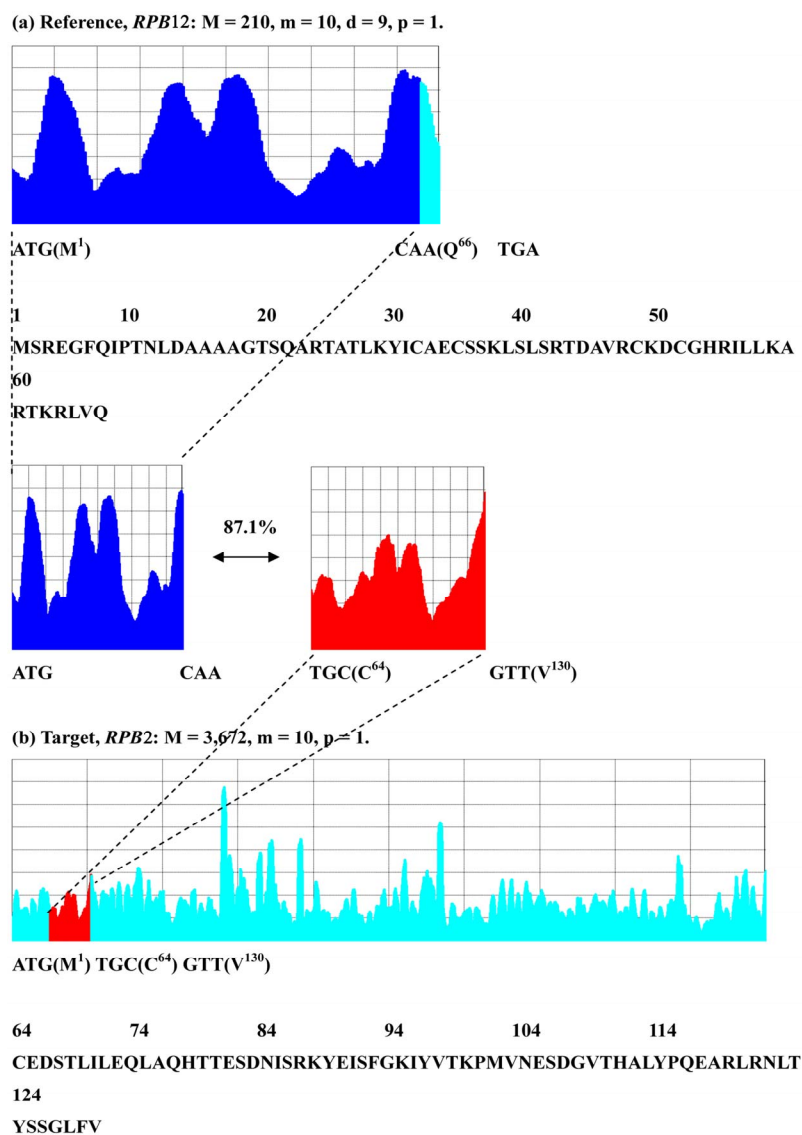 (a) Reference, RPB12: M = 210, m = 10, d = 9, p = 1.
ATG(M¹) CAA(Q⁶⁶) TGA
1 10 20 30 40 50
MSREGFQIPTNLDAAAAGTSQARTATLKYICAECSSKLSLSRTDAVRCKDCGHRILLKA
60
RTKRLVQ
87.1%
ATG CAA TGC(C⁶⁴) GTT(V¹³⁰)
(b) Target, RPB2: M = 3,672, m = 10, p = 1.
ATG(M¹) TGC(C⁶⁴) GTT(V¹³⁰)
64 74 84 94 104 114
CEDSTLILEQLAQHTTESDNISRKYEISFGKIYVTKPMVNESDGVTHALYPQEARLRNLT
124
YSSGLFV